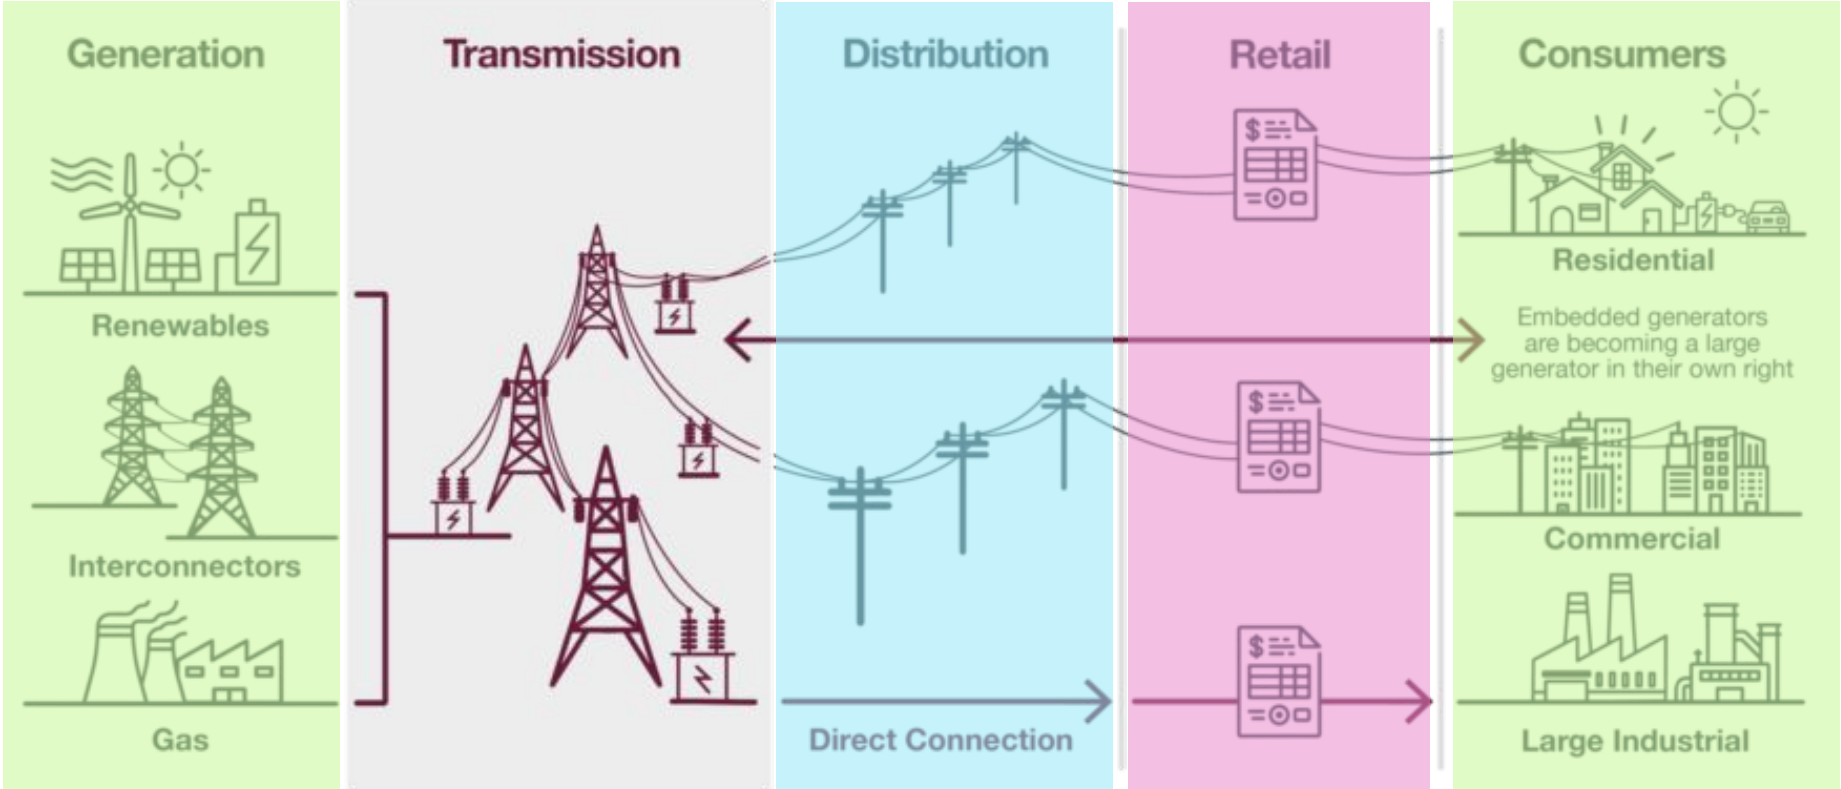 Generation
Transmission
Distribution
Retail
Consumers
$
Renewables
Residential
Embedded generators
are becoming a large
generator in their own right
$
Interconnectors
Commercial
$
Gas
Direct Connection
Large Industrial